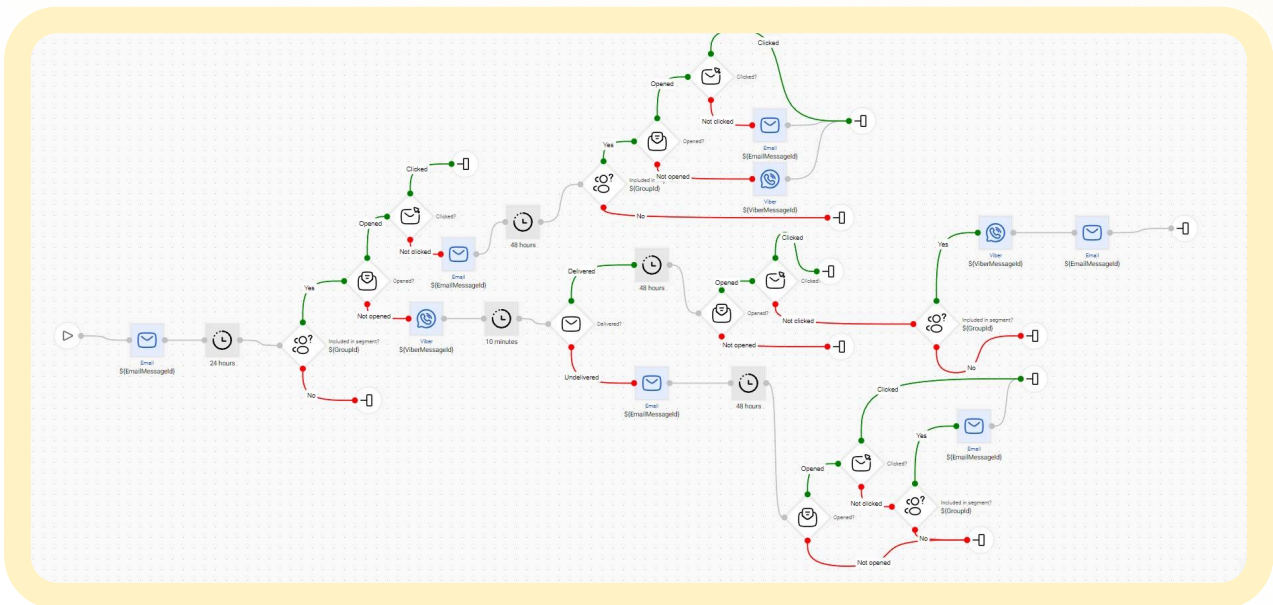 Clicked
Clicked?
Opened
Not clicked
Email
${EmailMessageId}
Opened?
Yes
Not opened
Viber
${ViberMessageId}
Included in
${GroupId}
No
Clicked
Clicked?
Opened
Not clicked
Email
${EmailMessageId}
48 hours
Opened?
Yes
Not opened
Viber
${ViberMessageId}
10 minutes
Included in segment?
${GroupId}
No
Email
${EmailMessageId}
24 hours
Delivered
48 hours
Delivered?
Undelivered
Email
${EmailMessageId}
48 hours
Clicked
Clicked?
Opened
Opened?
Not clicked
Not opened
Yes
Viber
${ViberMessageId}
Email
${EmailMessageId}
Included in segment?
${GroupId}
No
Clicked
Clicked?
Opened
Opened?
Not clicked
Not opened
Yes
Email
${EmailMessageId}
Included in segment?
${GroupId}
No